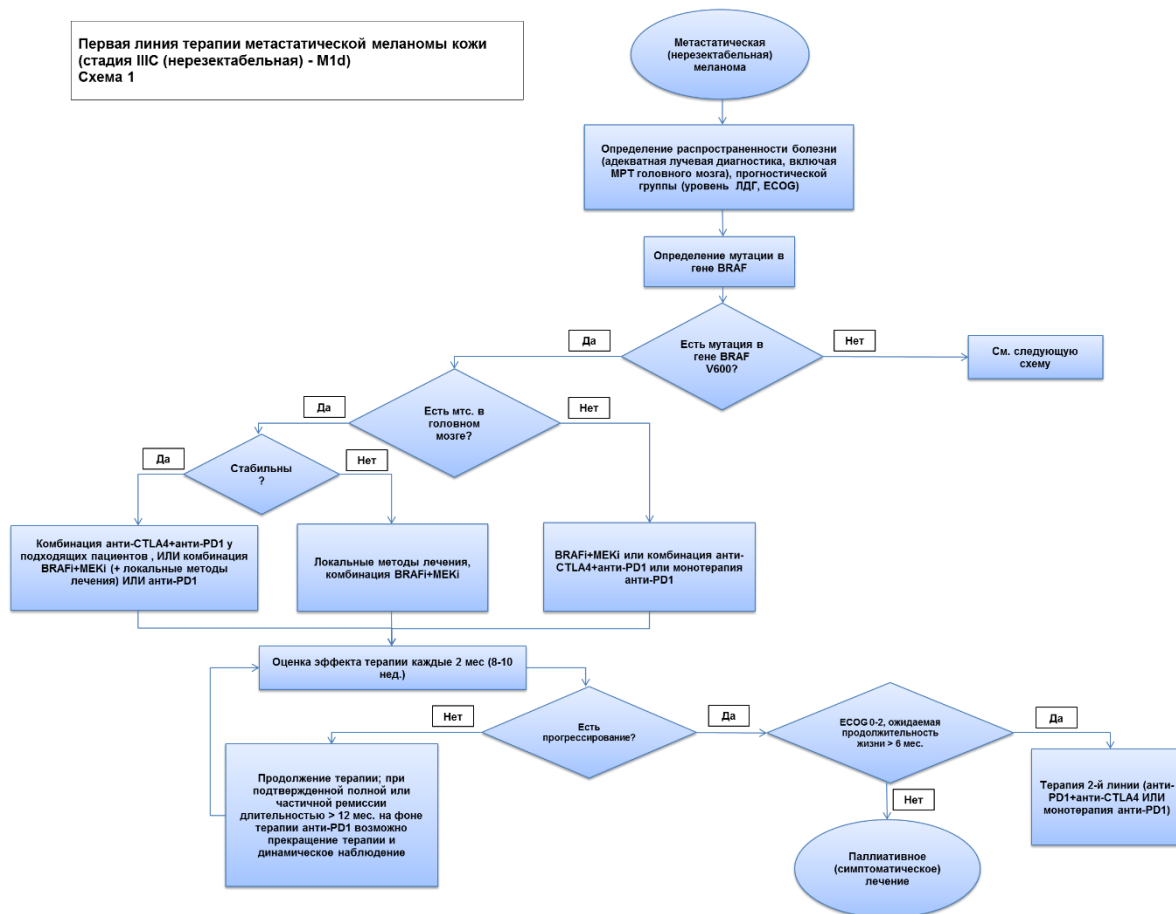 Первая линия терапии метастатической меланомы кожи
(стадия IIIC (нерезектабельная) - M1d)
Схема 1
Метастатическая
(нерезектабельная)
меланома
Определение распространенности болезни
(адекватная лучевая диагностика, включая
МРТ головного мозга), прогностической
группы (уровень ЛДГ, ECOG)
Определение мутации в
гене BRAF
Есть мутация в
гене BRAF
V600?
Да
Нет
См. следующую
схему
Есть мтс. в
головном
мозге?
Да
Нет
Стабильны
?
Да
Нет
Комбинация анти-CTLA4+анти-PD1 у
подходящих пациентов , ИЛИ комбинация
BRAFi+MEKi (+ локальные методы
лечения) ИЛИ анти-PD1
Локальные методы лечения,
комбинация BRAFi+MEKi
BRAFi+MEKi или комбинация анти-
CTLA4+анти-PD1 или монотерапия
анти-PD1
Оценка эффекта терапии каждые 2 мес (8-10
нед.)
Есть
прогрессирование?
Нет
Да
ECOG 0-2, ожидаемая
продолжительность
жизни > 6 мес.
Да
Нет
Продолжение терапии; при
подтвержденной полной или
частичной ремиссии
длительностью > 12 мес. на фоне
терапии анти-PD1 возможно
прекращение терапии и
динамическое наблюдение
Терапия 2-й линии (анти-
PD1+анти-CTLA4 ИЛИ
монотерапия анти-PD1)
Паллиативное
(симптоматическое)
лечение